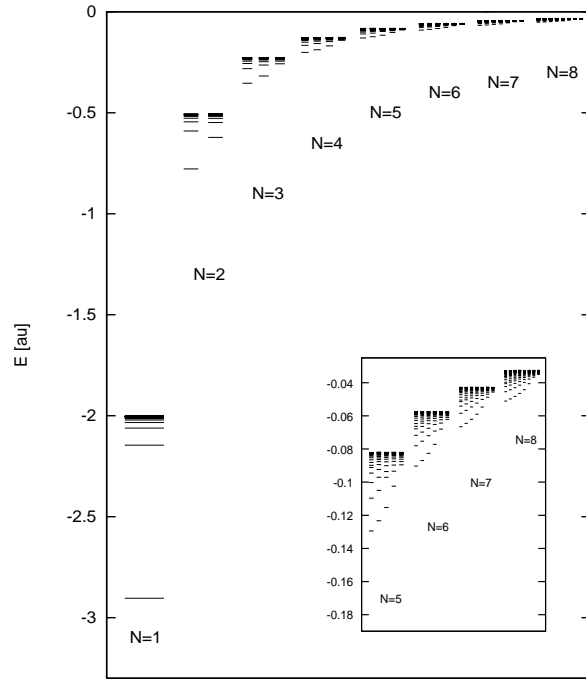 0
-0.5
-1
-1.5
-2
-2.5
-3
E [au]
N=1
N=2
N=3
N=4
N=5
N=6
N=7
N=8
-0.04
-0.06
-0.08
-0.1
-0.12
-0.14
-0.16
-0.18
N=5
N=6
N=7
N=8